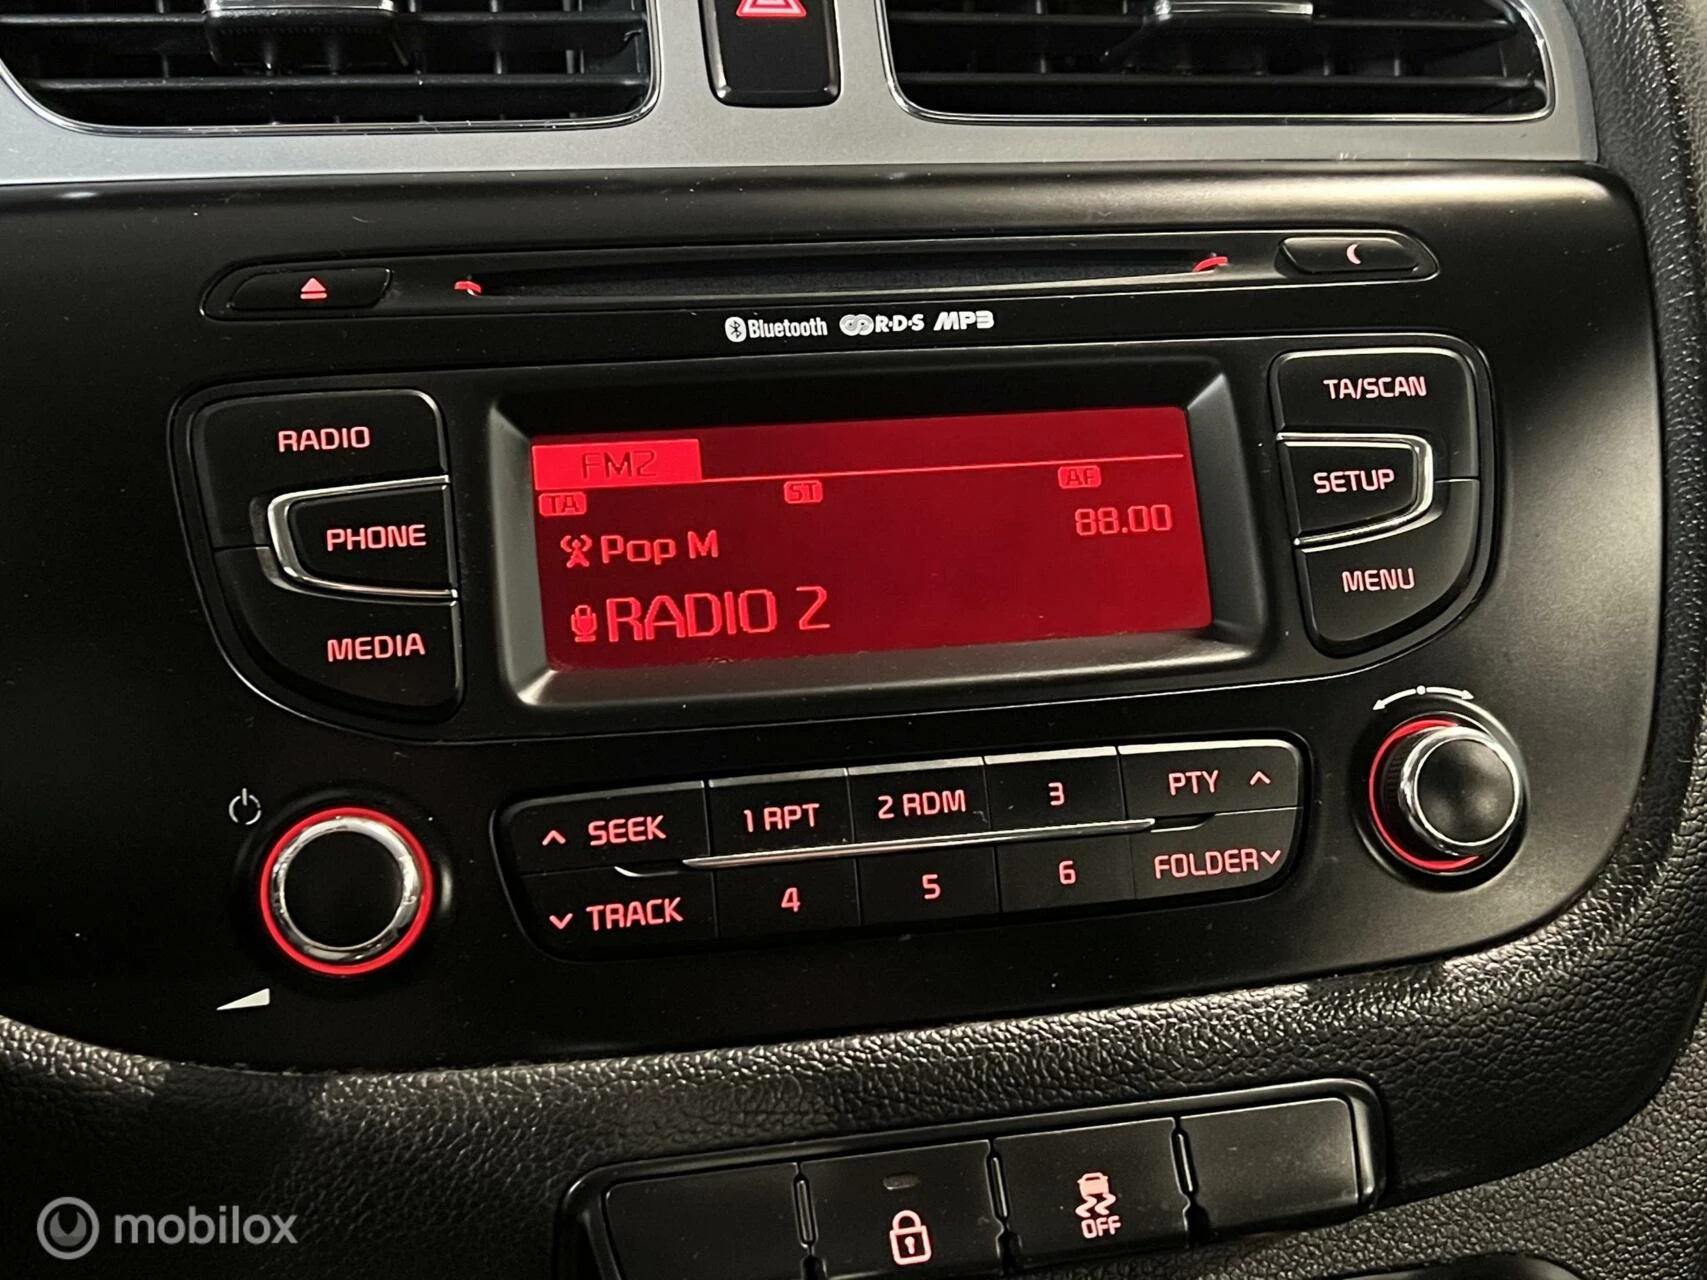 Bluetooth R·D·S MP3
RADIO
PHONE
MEDIA
FM2
TA ST AF
Pop M 88.00
RADIO 2
TA/SCAN
SETUP
MENU
SEEK 1 RPT 2 RDM 3 PTY
TRACK 4 5 6 FOLDER
OFF
mobilox